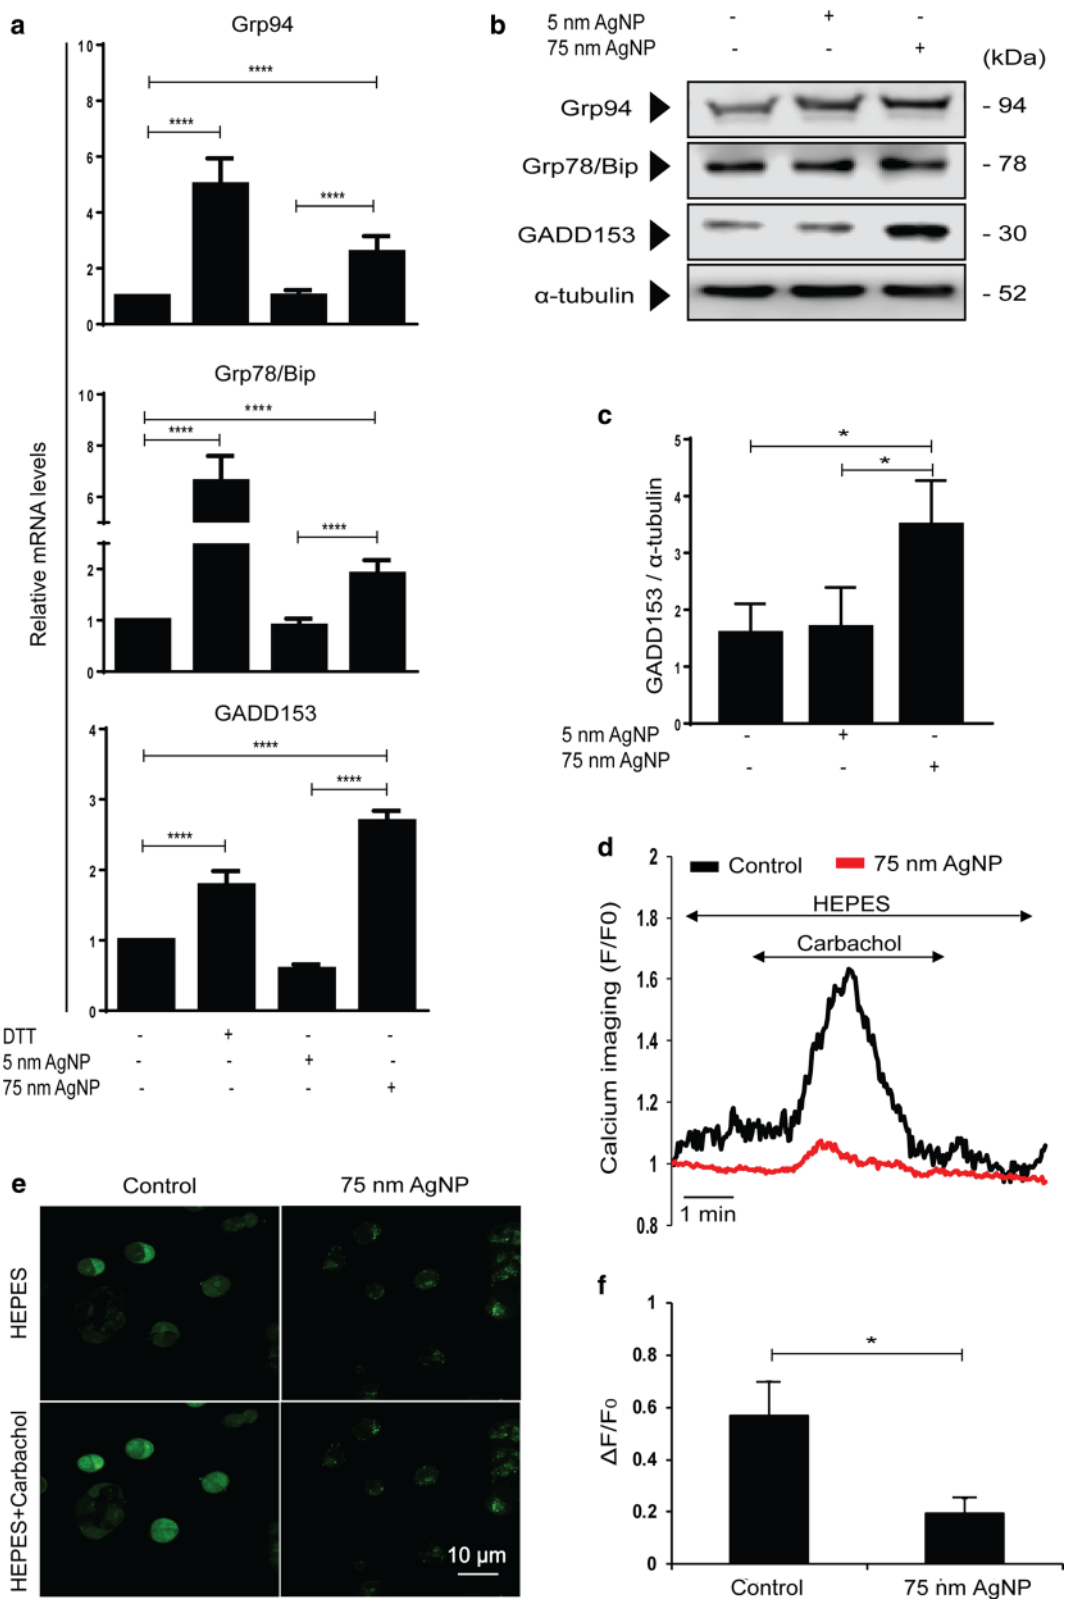 a
Grp94
10
8
6
4
2
0
****
****
****
Grp78/Bip
10
8
6
2
1
0
****
****
****
GADD153
4
3
2
1
0
****
****
****
Relative mRNA levels
DTT - + - -
5 nm AgNP - - + -
75 nm AgNP - - - +
b
5 nm AgNP - + -
75 nm AgNP - - +
(kDa)
Grp94 - 94
Grp78/Bip - 78
GADD153 - 30
α-tubulin - 52
c
GADD153 / α-tubulin
5
4
3
2
1
0
*
*
5 nm AgNP - + -
75 nm AgNP - - +
d
Calcium imaging (F/F0)
2
1.8
1.6
1.4
1.2
1
0.8
Control 75 nm AgNP
HEPES
Carbachol
1 min
e
Control 75 nm AgNP
HEPES
HEPES+Carbachol
10 µm
f
ΔF/F₀
1
0.8
0.6
0.4
0.2
0
*
Control 75 nm AgNP